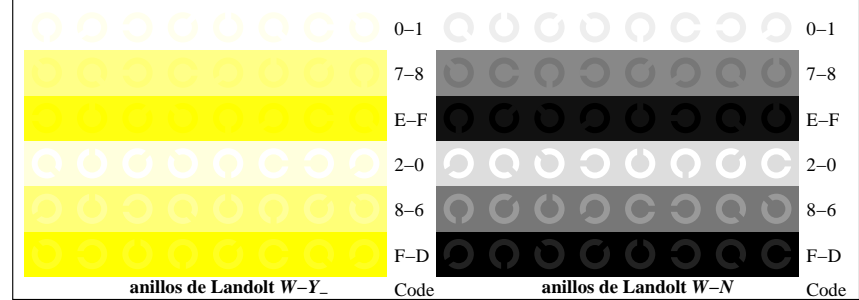 0–1 0–1
7–8 7–8
E–F E–F
2–0 2–0
8–6 8–6
F–D F–D
anillos de Landolt W–Y_ Code anillos de Landolt W–N Code